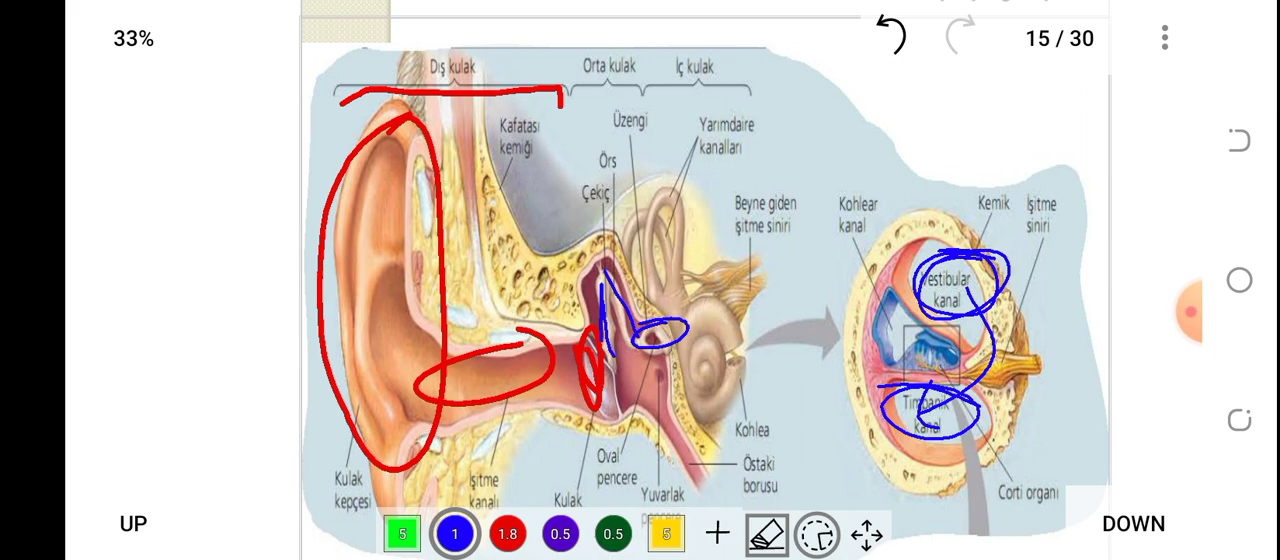 33%
15 / 30
Dış kulak
Orta kulak
İç kulak
Kafatası
kemiği
Üzengi
Yarımdaire
kanalları
Örs
Çekiç
Beyne giden
işitme siniri
Kohlear
kanal
Kemik
İşitme
siniri
Vestibular
kanal
Timpanik
kanal
Kohlea
Oval
pencere
Östaki
borusu
Kulak
kepçesi
işitme
kanalı
Kulak
Yuvarlak
pencere
Corti organı
UP
DOWN
5
1
1.8
0.5
0.5
5